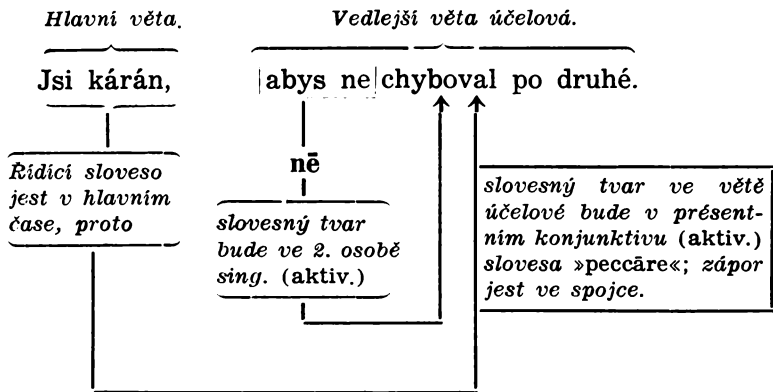 Hlavní věta.
Vedlejší věta účelová.
Jsi kárán,
|abys ne|chyboval po druhé.
Řídící sloveso
jest v hlavním
čase, proto
nē
slovesný tvar
bude ve 2. osobě
sing. (aktiv.)
slovesný tvar ve větě
účelové bude v présent-
ním konjunktivu (aktiv.)
slovesa »peccāre«; zápor
jest ve spojce.